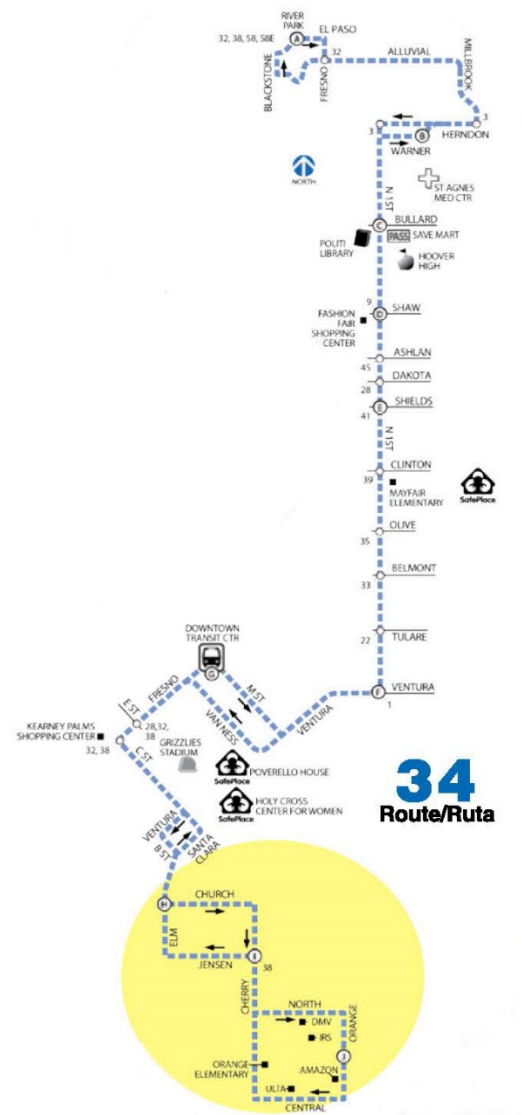 RIVER
PARK
EL PASO
32, 38, 58, 58E
A
32
ALLUVIAL
BLACKSTONE
FRESNO
MILLBROOK
3
3
B
HERNDON
WARNER
NORTH
N 1ST
ST AGNES
MED CTR
C
BULLARD
PASS SAVE MART
POLITI
LIBRARY
HOOVER
HIGH
9
D
SHAW
FASHION
FAIR
SHOPPING
CENTER
ASHLAN
45
DAKOTA
28
SHIELDS
E
41
N 1ST
CLINTON
39
MAYFAIR
ELEMENTARY
SafePlace
OLIVE
35
BELMONT
33
DOWNTOWN
TRANSIT CTR
22
TULARE
G
FRESNO
M ST
F
VENTURA
1
E ST
VAN NESS
VENTURA
KEARNEY PALMS
SHOPPING CENTER
28,32,
38
32, 38
C ST
GRIZZLIES
STADIUM
POVERELLO HOUSE
SafePlace
HOLY CROSS
CENTER FOR WOMEN
SafePlace
34
Route/Ruta
VENTURA
B ST
SANTA
CLARA
CHURCH
H
ELM
JENSEN
I
38
CHERRY
NORTH
DMV
IRS
ORANGE
J
ORANGE
ELEMENTARY
AMAZON
ULTA
CENTRAL